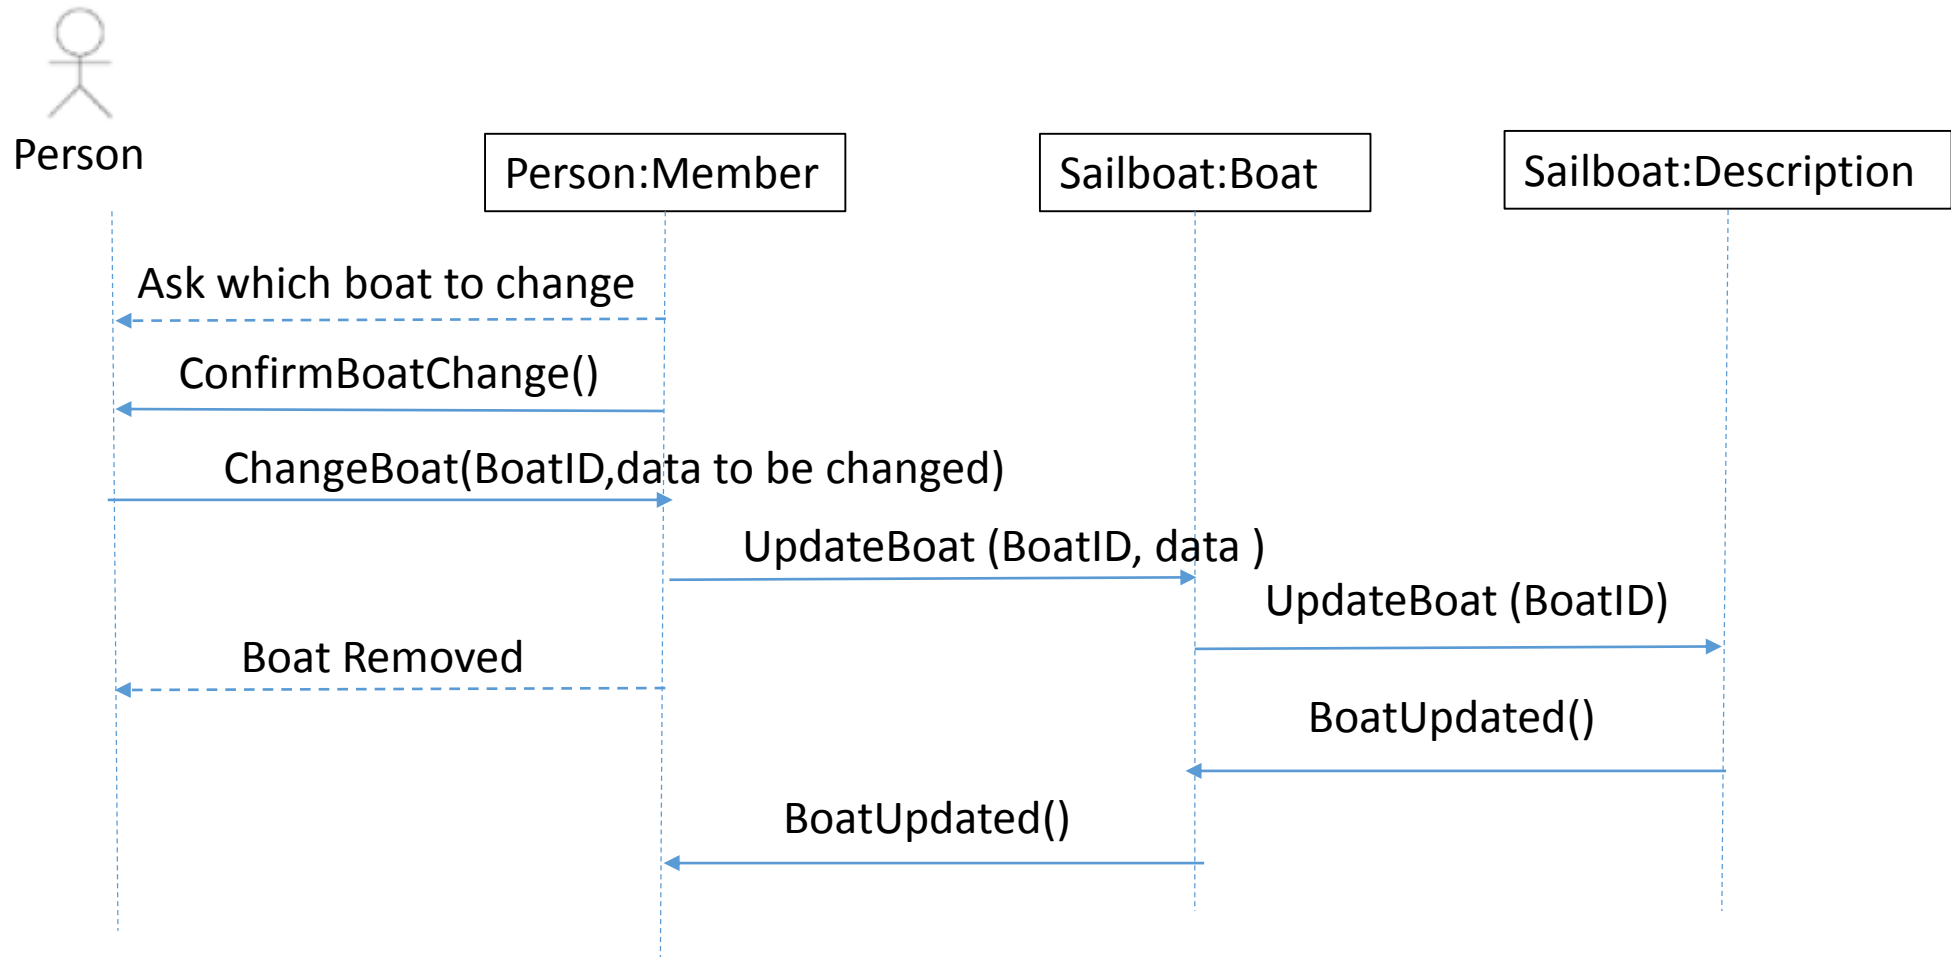 Person
Person:Member
Sailboat:Boat
Sailboat:Description
Ask which boat to change
ConfirmBoatChange()
ChangeBoat(BoatID,data to be changed)
UpdateBoat (BoatID, data )
UpdateBoat (BoatID)
Boat Removed
BoatUpdated()
BoatUpdated()